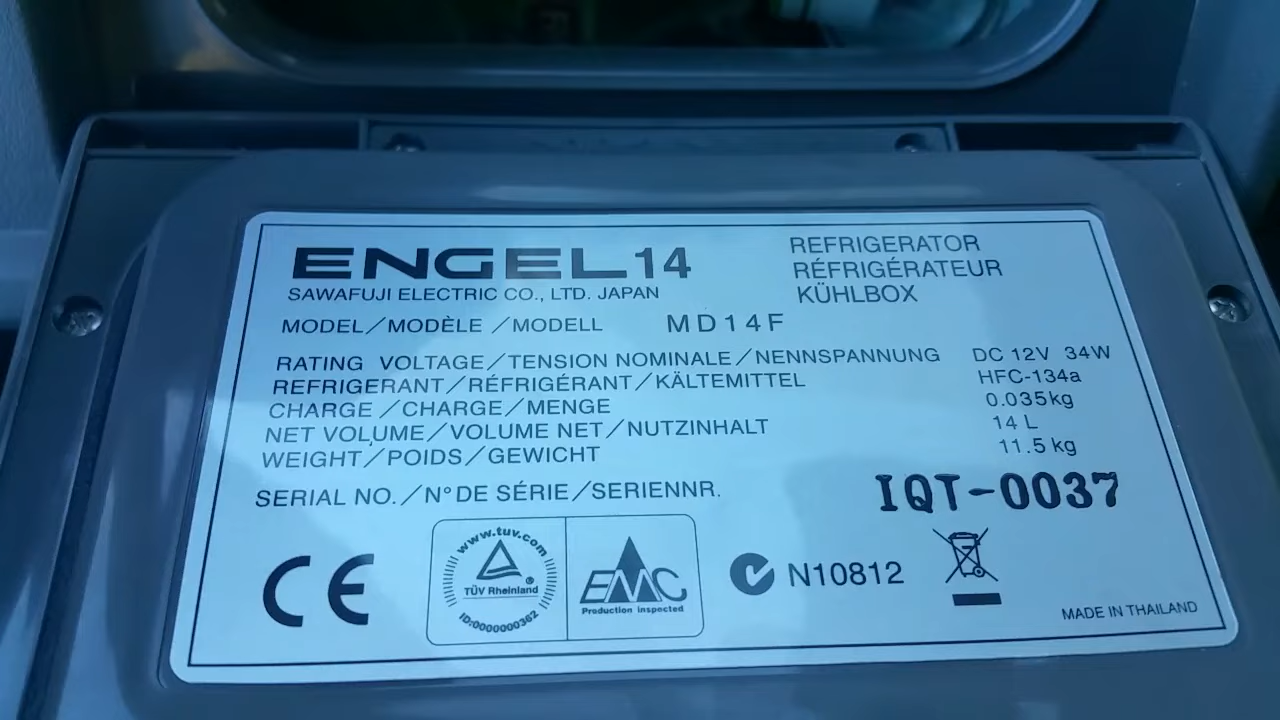 ENGEL 14
SAWAFUJI ELECTRIC CO., LTD. JAPAN
REFRIGERATOR
RÉFRIGÉRATEUR
KÜHLBOX
MODEL/MODÈLE/MODELL MD14F
RATING VOLTAGE/TENSION NOMINALE/NENNSPANNUNG DC 12V 34W
REFRIGERANT/RÉFRIGÉRANT/KÄLTEMITTEL HFC-134a
CHARGE/CHARGE/MENGE 0.035kg
NET VOLUME/VOLUME NET/NUTZINHALT 14 L
WEIGHT/POIDS/GEWICHT 11.5 kg
SERIAL NO./N° DE SÉRIE/SERIENNR. IQT-0037
CE
www.tuv.com
TÜV Rheinland®
ID:0000000362
EMC
Production inspected
N10812
MADE IN THAILAND